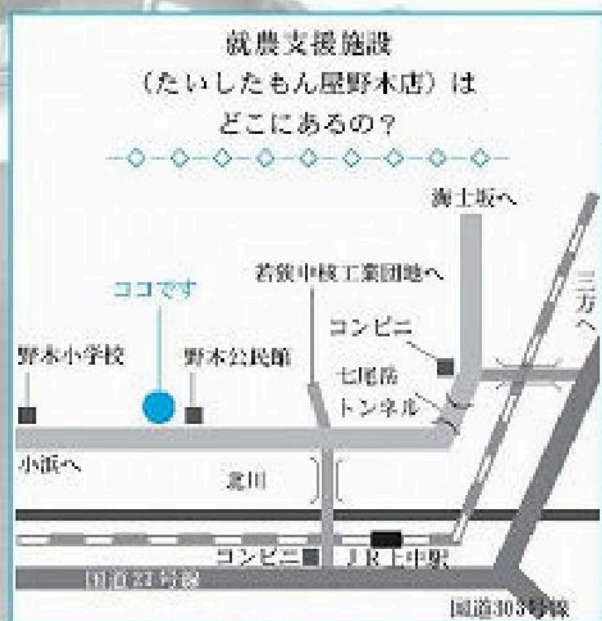 就農支援施設
（たいしたもん屋野木店）は
どこにあるの？
海士坂へ
若狭中核工業団地へ
三方へ
ココです
コンビニ
野木小学校
野木公民館
七尾岳
トンネル
小浜へ
北川
コンビニ
ＪＲ上中駅
国道27号線
国道303号線